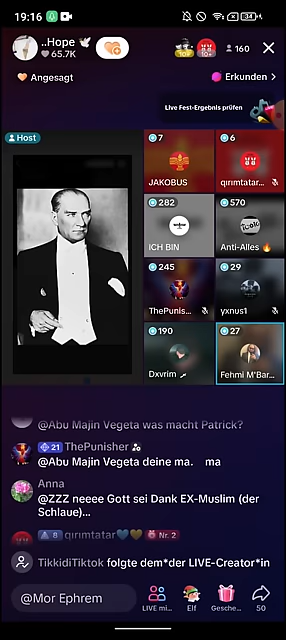 19:16
34
..Hope 🕊
65.7K
TOP
10+
160
Angesagt
Erkunden >
Live Fest-Ergebnis prüfen
Host
7
JAKOBUS
6
qırımtatar...
282
ICH BIN
570
Anti-Alles 🔥
245
ThePunis...
29
yxnus1
190
Dxvrim
27
Fehmi M'Bar...
@Abu Majin Vegeta was macht Patrick?
21 ThePunisher
@Abu Majin Vegeta deine ma. ma
Anna
@ZZZ neeee Gott sei Dank EX-Muslim (der
Schlaue)...
8 qırımtatar💙💛 Nr. 2
TikkidiTiktok folgte dem*der LIVE-Creator*in
@Mor Ephrem
LIVE mi...
Elf
Gesche...
50